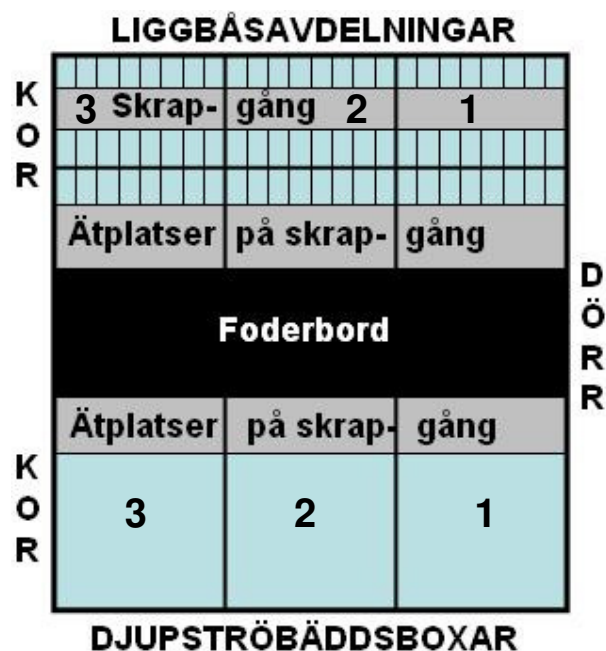 LIGGBÅSAVDELNINGAR
KOR
3 Skrap- gång 2 1
Ätplatser på skrap- gång
DÖRR
Foderbord
Ätplatser på skrap- gång
KOR
3 2 1
DJUPSTRÖBÄDDSBOXAR